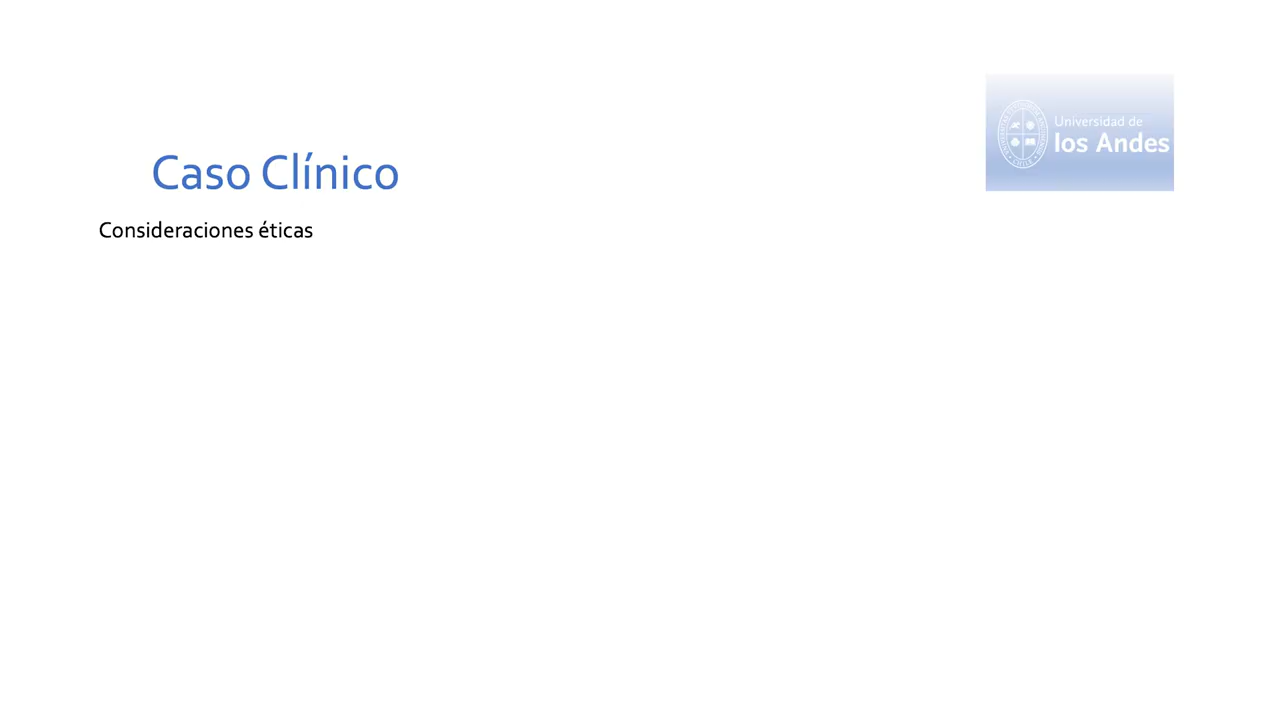 Universidad de
los Andes
Caso Clínico
Consideraciones éticas